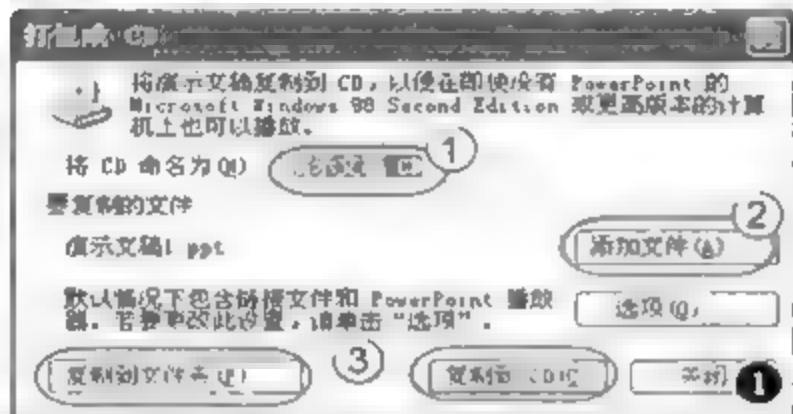 打包成 CD
将演示文稿复制到 CD，以便在即使没有 PowerPoint 的
Microsoft Windows 98 Second Edition 或更高版本的计算
机上也可以播放。
将 CD 命名为(N)
1
要复制的文件
2
演示文稿1 ppt
添加文件(A)
默认情况下包含链接文件和 PowerPoint 播放
器。若要更改此设置，请单击“选项”.
选项(O)
复制到文件夹(F)
3
复制到 CD(C)
关闭
1